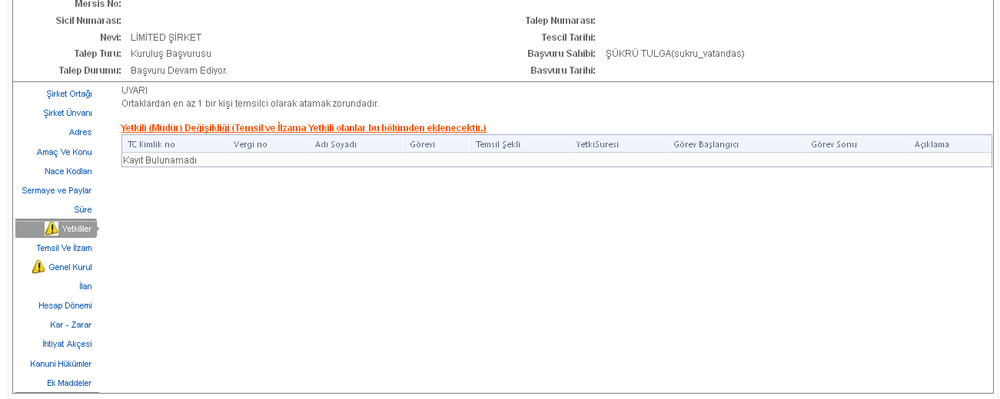 Mersis No:
Sicil Numarası: Talep Numarası:
Nevi: LİMİTED ŞİRKET Tescil Tarihi:
Talep Turu: Kuruluş Başvurusu Başvuru Sahibi: ŞÜKRÜ TULGA(sukru_vatandas)
Talep Durumu: Başvuru Devam Ediyor. Basvuru Tarihi:
Şirket Ortağı
Şirket Ünvanı
Adres
Amaç Ve Konu
Nace Kodları
Sermaye ve Paylar
Süre
Yetkililer
Temsil Ve İlzam
Genel Kurul
İlan
Hesap Dönemi
Kar - Zarar
İhtiyat Akçesi
Kanuni Hükümler
Ek Maddeler
UYARI
Ortaklardan en az 1 bir kişi temsilci olarak atamak zorundadır.
Yetkili (Müdür) Değişikliği (Temsil ve İlzama Yetkili olanlar bu bölümden eklenecektir.)
TC Kimlik no Vergi no Adı Soyadı Görevi Temsil Şekli YetkiSuresi Görev Başlangıcı Görev Sonu Açıklama
Kayıt Bulunamadı